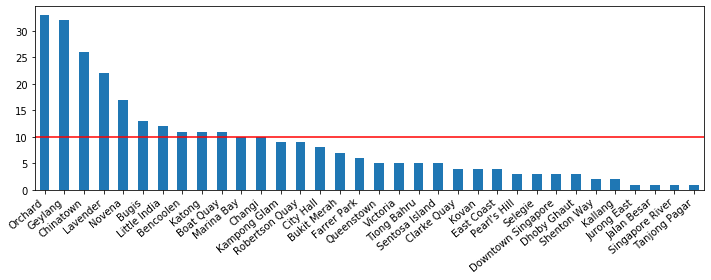 30
25
20
15
10
5
0
Orchard
Geylang
Chinatown
Lavender
Novena
Bugis
Little India
Bencoolen
Katong
Boat Quay
Marina Bay
Changi
Kampong Glam
Robertson Quay
City Hall
Bukit Merah
Farrer Park
Queenstown
Victoria
Tiong Bahru
Sentosa Island
Clarke Quay
Kovan
East Coast
Pearl's Hill
Selegie
Downtown Singapore
Dhoby Ghaut
Shenton Way
Kallang
Jurong East
Jalan Besar
Singapore River
Tanjong Pagar